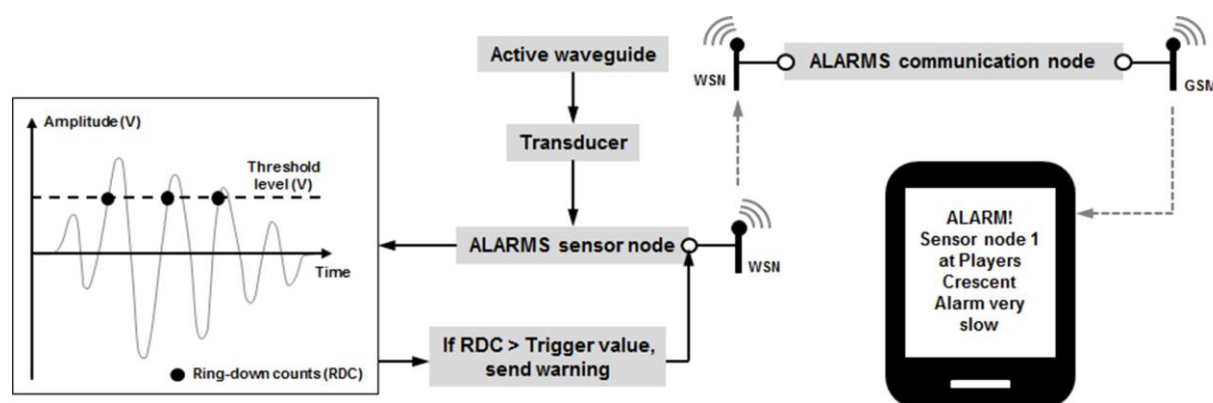 Active waveguide
Transducer
ALARMS sensor node
WSN
WSN
ALARMS communication node
GSM
Amplitude (V)
Threshold
level (V)
Time
Ring-down counts (RDC)
If RDC > Trigger value,
send warning
ALARM!
Sensor node 1
at Players
Crescent
Alarm very
slow